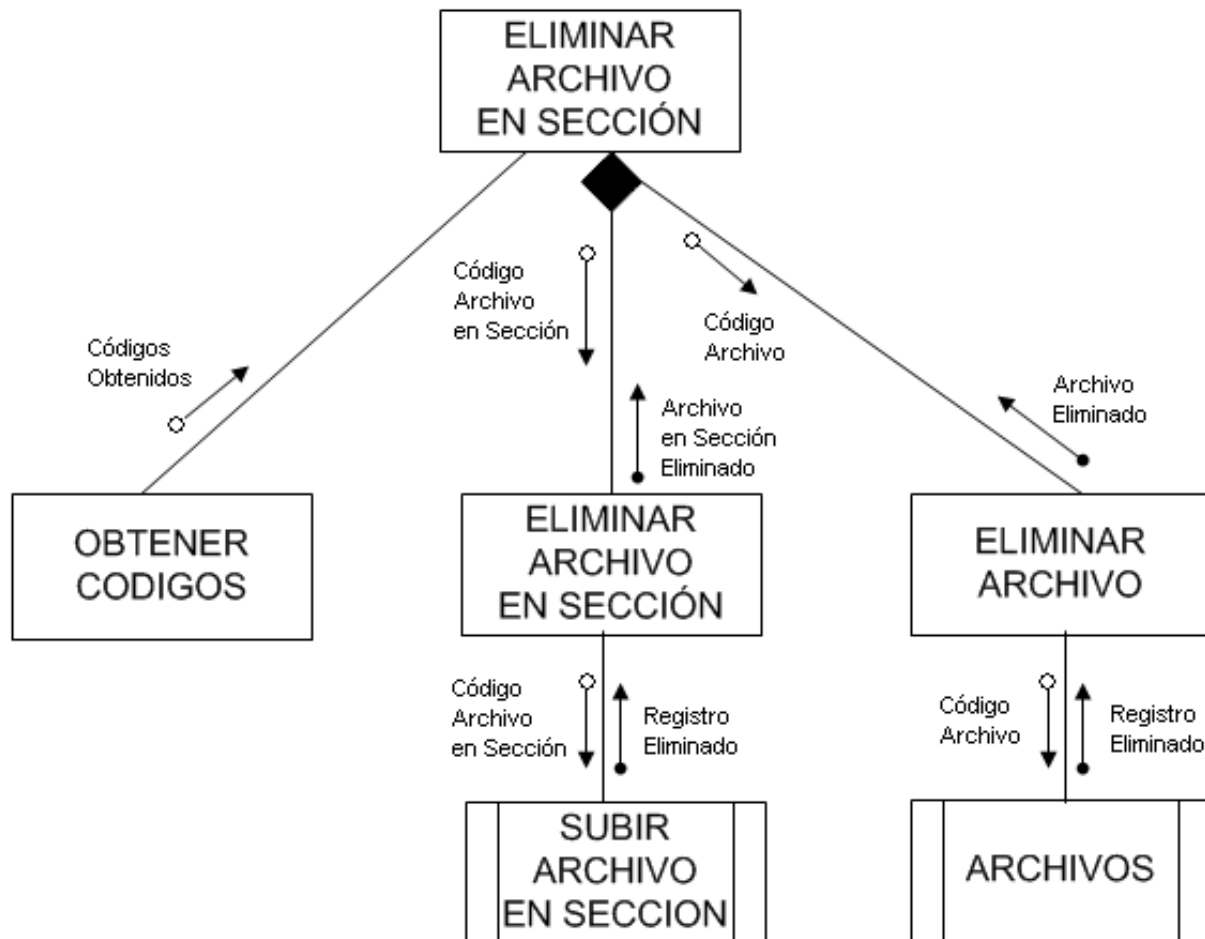 ELIMINAR
ARCHIVO
EN SECCIÓN
Código
Archivo
en Sección
Código
Archivo
Códigos
Obtenidos
Archivo
en Sección
Eliminado
Archivo
Eliminado
OBTENER
CODIGOS
ELIMINAR
ARCHIVO
EN SECCIÓN
ELIMINAR
ARCHIVO
Código
Archivo
en Sección
Registro
Eliminado
Código
Archivo
Registro
Eliminado
SUBIR
ARCHIVO
EN SECCION
ARCHIVOS